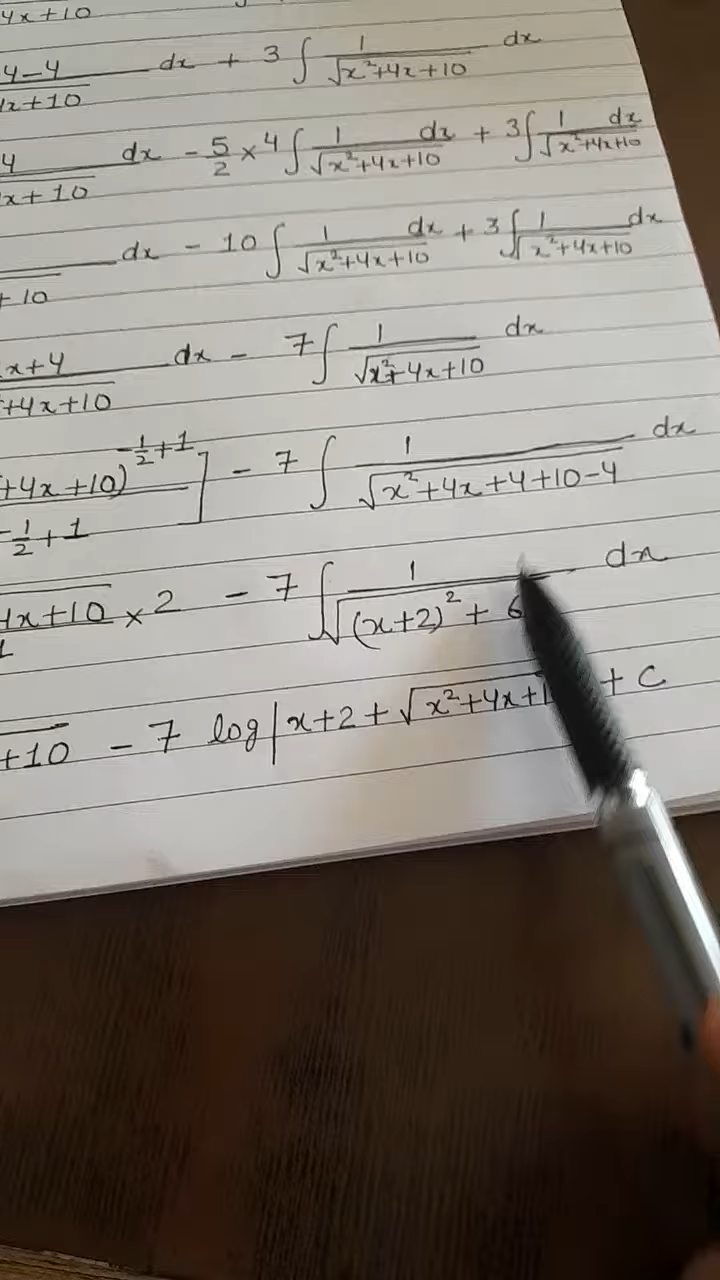 4x+10
4-4/4x+10 dx + 3∫ 1/√x²+4x+10 dx
4/x+10 dx - 5/2 × 4∫ 1/√x²+4x+10 dx + 3∫ 1/√x²+4x+10 dx
/+10 dx - 10∫ 1/√x²+4x+10 dx + 3∫ 1/√x²+4x+10 dx
x+4/+4x+10 dx - 7∫ 1/√x²+4x+10 dx
+4x+10)^(-1/2+1)/(-1/2+1)] - 7∫ 1/√x²+4x+4+10-4 dx
4x+10 × 2 - 7∫ 1/√(x+2)²+6 dx
+10 - 7 log|x+2+√x²+4x+1 + C